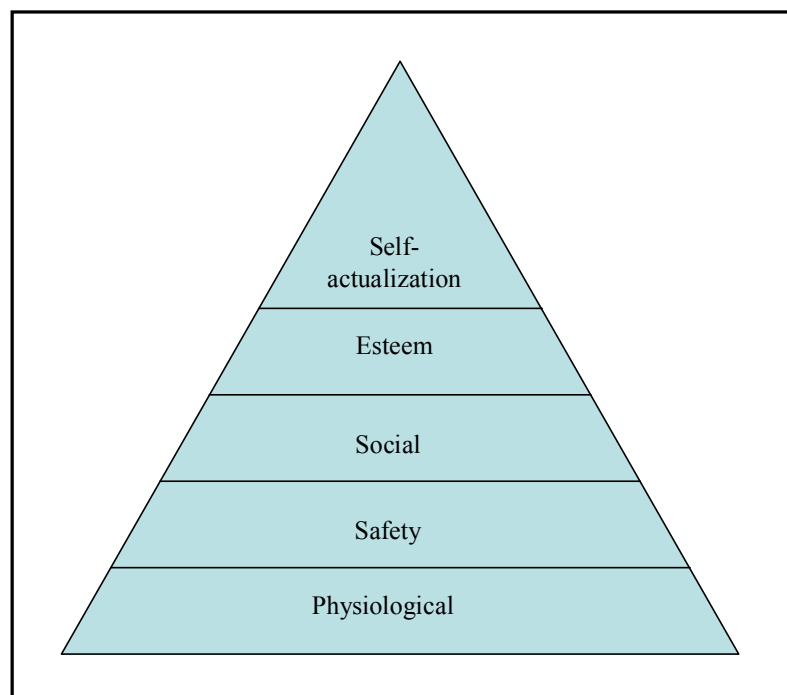 Self-
actualization
Esteem
Social
Safety
Physiological